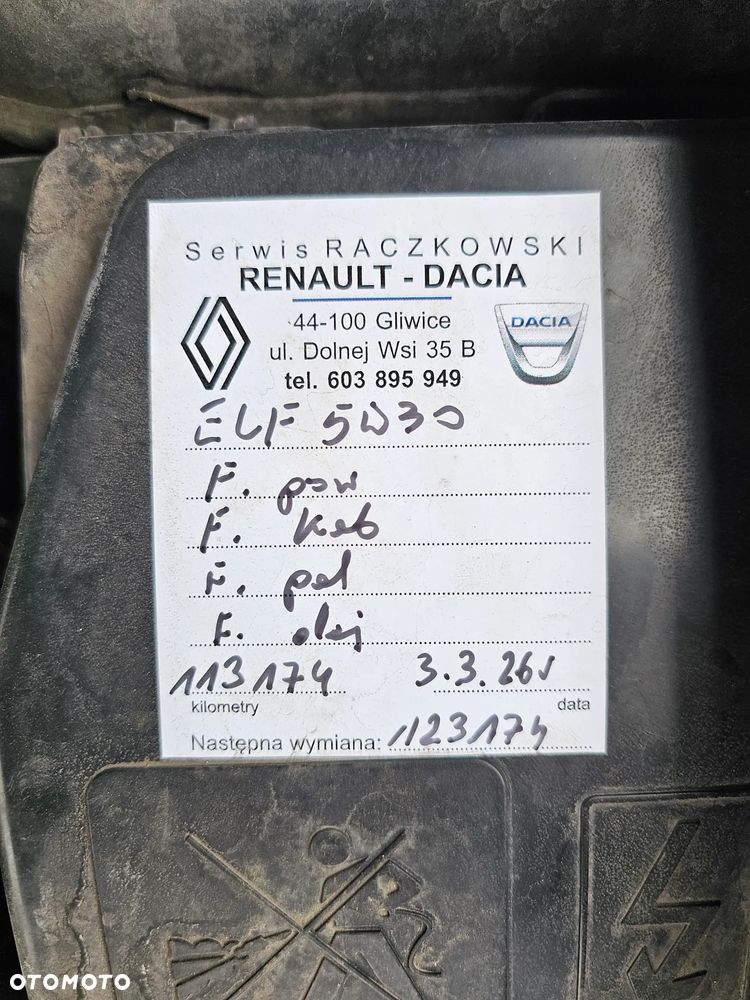 Serwis RACZKOWSKI
RENAULT - DACIA
44-100 Gliwice
DACIA
ul. Dolnej Wsi 35 B
tel. 603 895 949
ELF 5W30
F. pow
F. kab
F. pal
F. olej
113174 3.3.26r
kilometry data
Następna wymiana: 123174
OTOMOTO